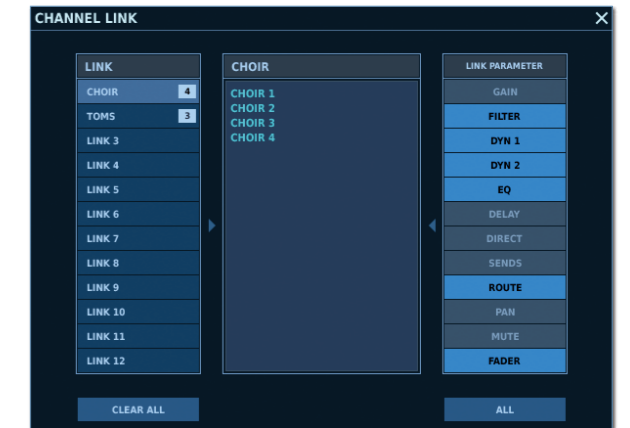 CHANNEL LINK
LINK
CHOIR 4
TOMS 3
LINK 3
LINK 4
LINK 5
LINK 6
LINK 7
LINK 8
LINK 9
LINK 10
LINK 11
LINK 12
CLEAR ALL
CHOIR
CHOIR 1
CHOIR 2
CHOIR 3
CHOIR 4
LINK PARAMETER
GAIN
FILTER
DYN 1
DYN 2
EQ
DELAY
DIRECT
SENDS
ROUTE
PAN
MUTE
FADER
ALL